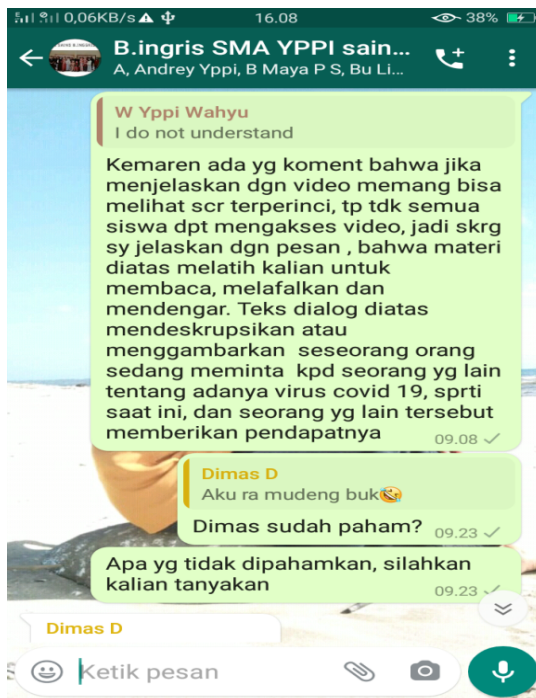 0,06KB/s 16.08 38%
B.ingris SMA YPPI sain...
A, Andrey Yppi, B Maya P S, Bu Li...
W Yppi Wahyu
I do not understand
Kemaren ada yg koment bahwa jika
menjelaskan dgn video memang bisa
melihat scr terperinci, tp tdk semua
siswa dpt mengakses video, jadi skrg
sy jelaskan dgn pesan , bahwa materi
diatas melatih kalian untuk
membaca, melafalkan dan
mendengar. Teks dialog diatas
mendeskrupsikan atau
menggambarkan seseorang orang
sedang meminta kpd seorang yg lain
tentang adanya virus covid 19, sprti
saat ini, dan seorang yg lain tersebut
memberikan pendapatnya 09.08
Dimas D
Aku ra mudeng buk🤣
Dimas sudah paham? 09.23
Apa yg tidak dipahamkan, silahkan
kalian tanyakan 09.23
Dimas D
Ketik pesan